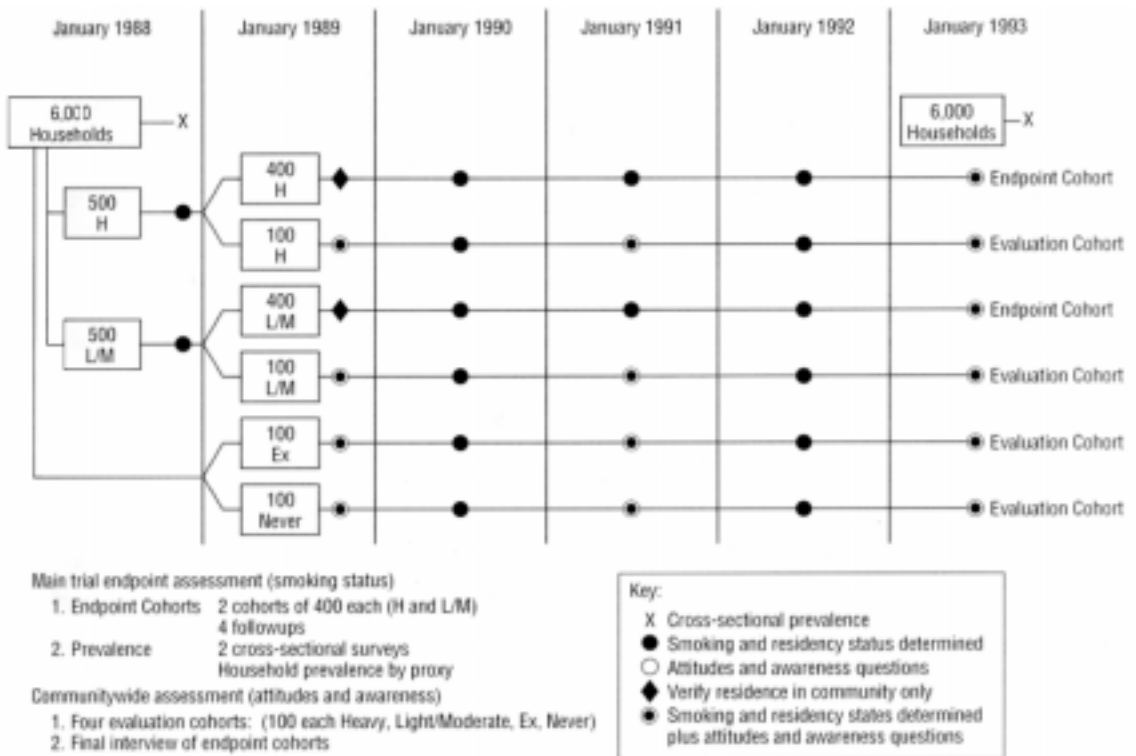 January 1988
January 1989
January 1990
January 1991
January 1992
January 1993
6,000
Households
X
6,000
Households
X
400
H
Endpoint Cohort
500
H
100
H
Evaluation Cohort
400
L/M
Endpoint Cohort
500
L/M
100
L/M
Evaluation Cohort
100
Ex
Evaluation Cohort
100
Never
Evaluation Cohort
Main trial endpoint assessment (smoking status)
1. Endpoint Cohorts 2 cohorts of 400 each (H and L/M)
4 followups
2. Prevalence 2 cross-sectional surveys
Household prevalence by proxy
Communitywide assessment (attitudes and awareness)
1. Four evaluation cohorts: (100 each Heavy, Light/Moderate, Ex, Never)
2. Final interview of endpoint cohorts
Key:
X Cross-sectional prevalence
Smoking and residency status determined
Attitudes and awareness questions
Verify residence in community only
Smoking and residency states determined
plus attitudes and awareness questions